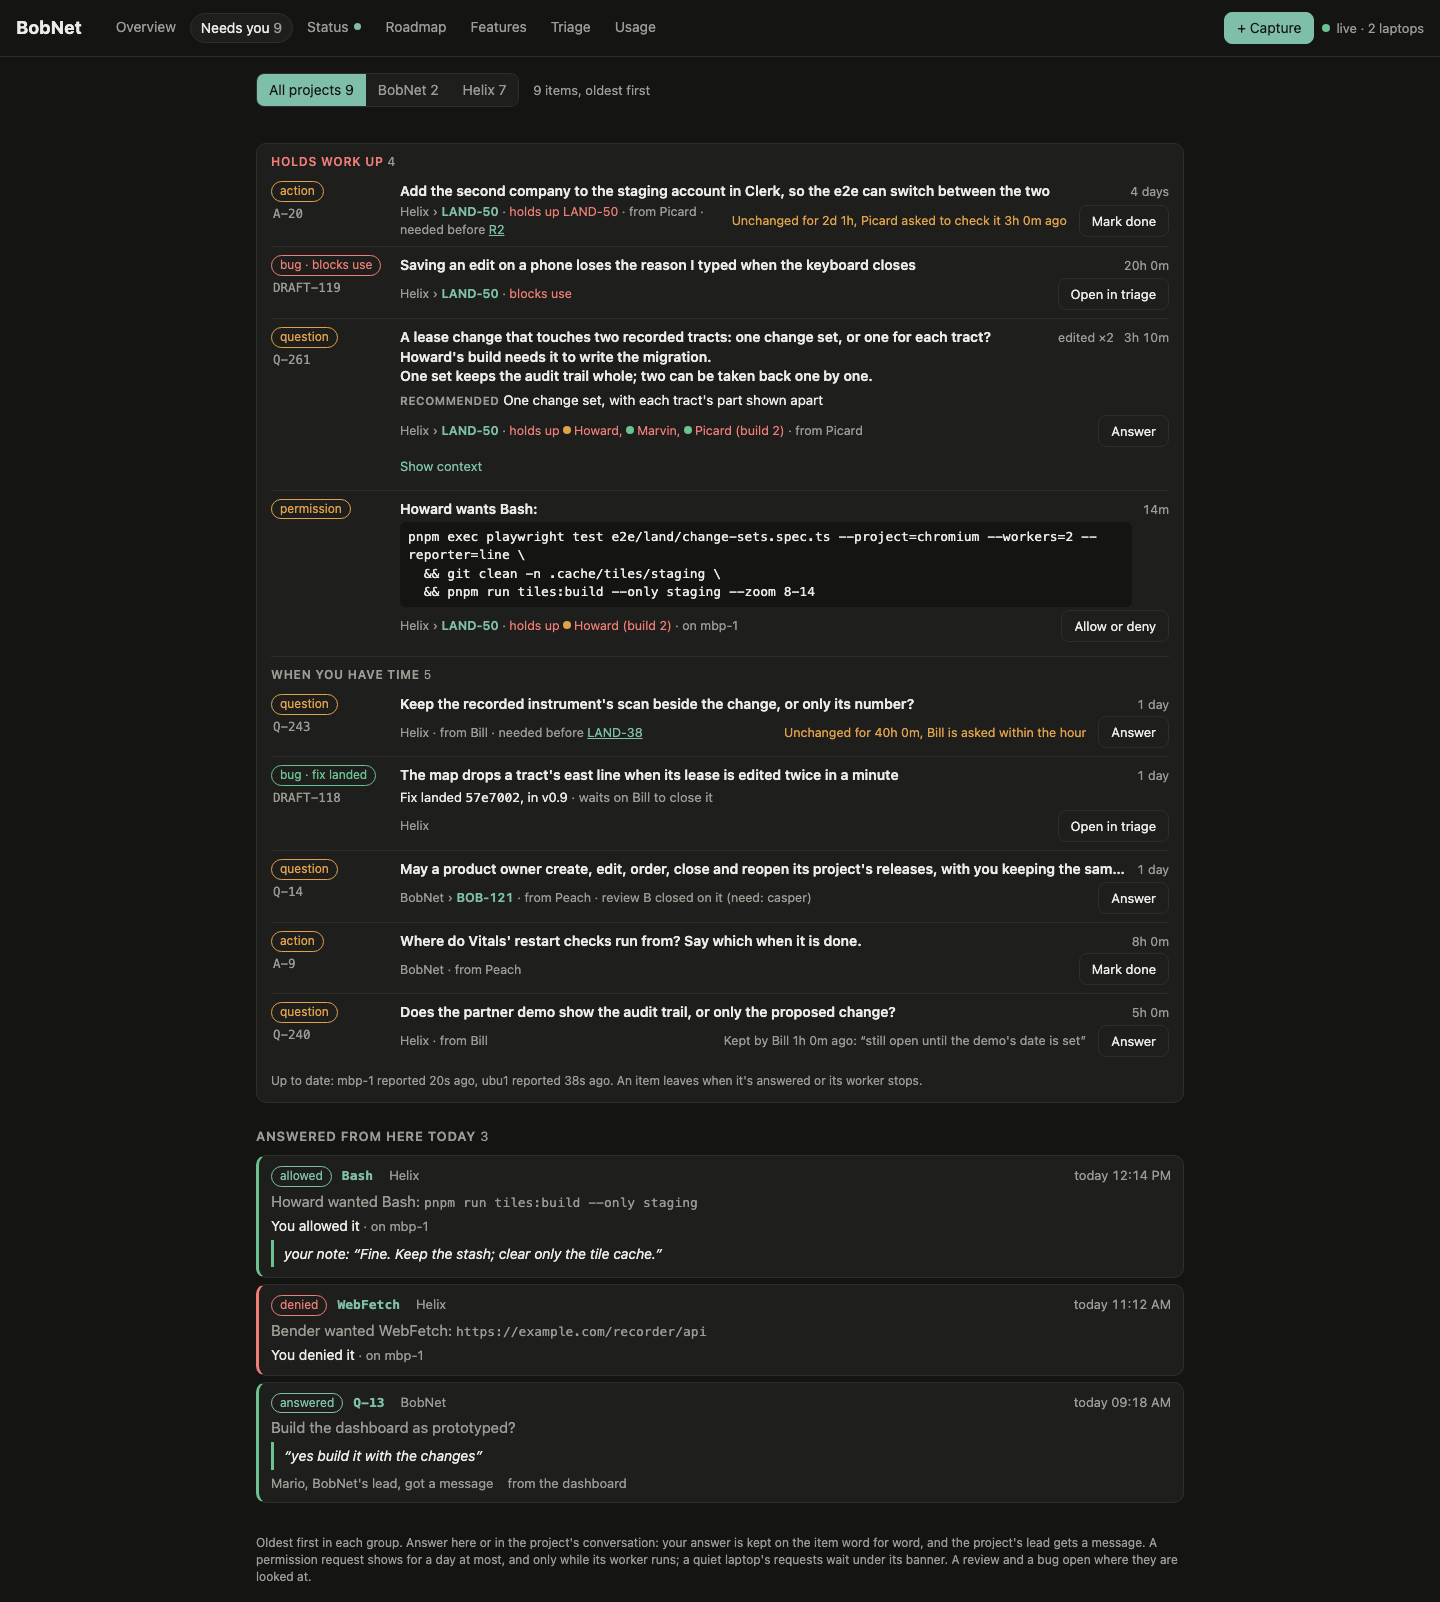 BobNet
Overview
Needs you 9
Status
Roadmap
Features
Triage
Usage
+ Capture
live · 2 laptops
All projects 9
BobNet 2
Helix 7
9 items, oldest first
HOLDS WORK UP 4
action
A-20
Add the second company to the staging account in Clerk, so the e2e can switch between the two
4 days
Helix › LAND-50 · holds up LAND-50 · from Picard ·
needed before R2
Unchanged for 2d 1h, Picard asked to check it 3h 0m ago
Mark done
bug · blocks use
DRAFT-119
Saving an edit on a phone loses the reason I typed when the keyboard closes
20h 0m
Helix › LAND-50 · blocks use
Open in triage
question
Q-261
A lease change that touches two recorded tracts: one change set, or one for each tract?
Howard's build needs it to write the migration.
One set keeps the audit trail whole; two can be taken back one by one.
edited ×2 3h 10m
RECOMMENDED One change set, with each tract's part shown apart
Helix › LAND-50 · holds up Howard, Marvin, Picard (build 2) · from Picard
Answer
Show context
permission
Howard wants Bash:
14m
pnpm exec playwright test e2e/land/change-sets.spec.ts --project=chromium --workers=2 --
reporter=line \
&& git clean -n .cache/tiles/staging \
&& pnpm run tiles:build --only staging --zoom 8-14
Helix › LAND-50 · holds up Howard (build 2) · on mbp-1
Allow or deny
WHEN YOU HAVE TIME 5
question
Q-243
Keep the recorded instrument's scan beside the change, or only its number?
1 day
Helix · from Bill · needed before LAND-38
Unchanged for 40h 0m, Bill is asked within the hour
Answer
bug · fix landed
DRAFT-118
The map drops a tract's east line when its lease is edited twice in a minute
1 day
Fix landed 57e7002, in v0.9 · waits on Bill to close it
Helix
Open in triage
question
Q-14
May a product owner create, edit, order, close and reopen its project's releases, with you keeping the sam...
1 day
BobNet › BOB-121 · from Peach · review B closed on it (need: casper)
Answer
action
A-9
Where do Vitals' restart checks run from? Say which when it is done.
8h 0m
BobNet · from Peach
Mark done
question
Q-240
Does the partner demo show the audit trail, or only the proposed change?
5h 0m
Helix · from Bill
Kept by Bill 1h 0m ago: “still open until the demo's date is set”
Answer
Up to date: mbp-1 reported 20s ago, ubu1 reported 38s ago. An item leaves when it's answered or its worker stops.
ANSWERED FROM HERE TODAY 3
allowed Bash Helix
today 12:14 PM
Howard wanted Bash: pnpm run tiles:build --only staging
You allowed it · on mbp-1
your note: “Fine. Keep the stash; clear only the tile cache.”
denied WebFetch Helix
today 11:12 AM
Bender wanted WebFetch: https://example.com/recorder/api
You denied it · on mbp-1
answered Q-13 BobNet
today 09:18 AM
Build the dashboard as prototyped?
“yes build it with the changes”
Mario, BobNet's lead, got a message from the dashboard
Oldest first in each group. Answer here or in the project's conversation: your answer is kept on the item word for word, and the project's lead gets a message. A
permission request shows for a day at most, and only while its worker runs; a quiet laptop's requests wait under its banner. A review and a bug open where they are
looked at.